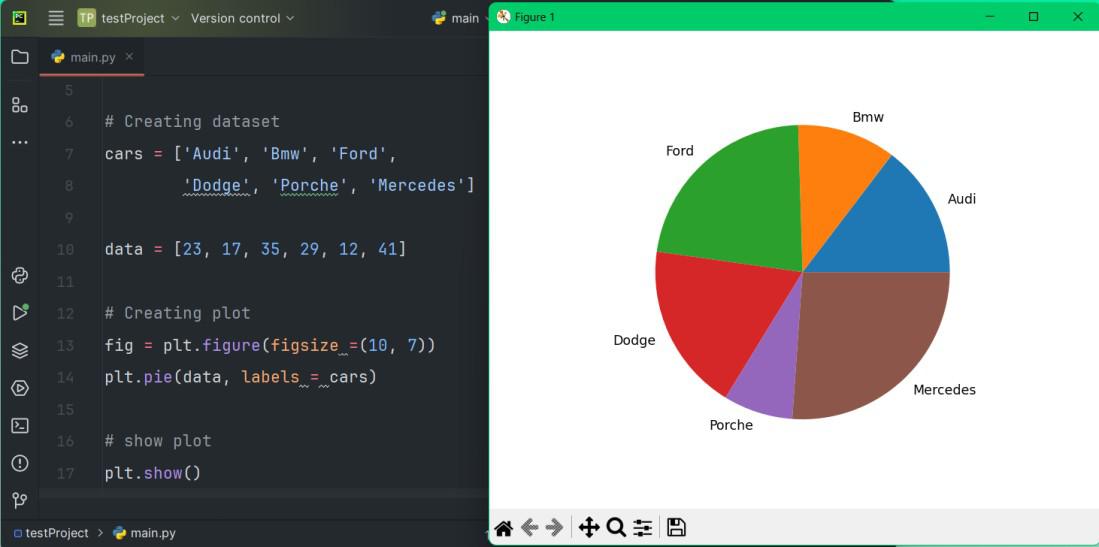 TP testProject Version control main
main.py
5
6 # Creating dataset
7 cars = ['Audi', 'Bmw', 'Ford',
8 'Dodge', 'Porche', 'Mercedes']
9
10 data = [23, 17, 35, 29, 12, 41]
11
12 # Creating plot
13 fig = plt.figure(figsize =(10, 7))
14 plt.pie(data, labels = cars)
15
16 # show plot
17 plt.show()
testProject > main.py
Figure 1
Bmw
Ford
Audi
Dodge
Mercedes
Porche